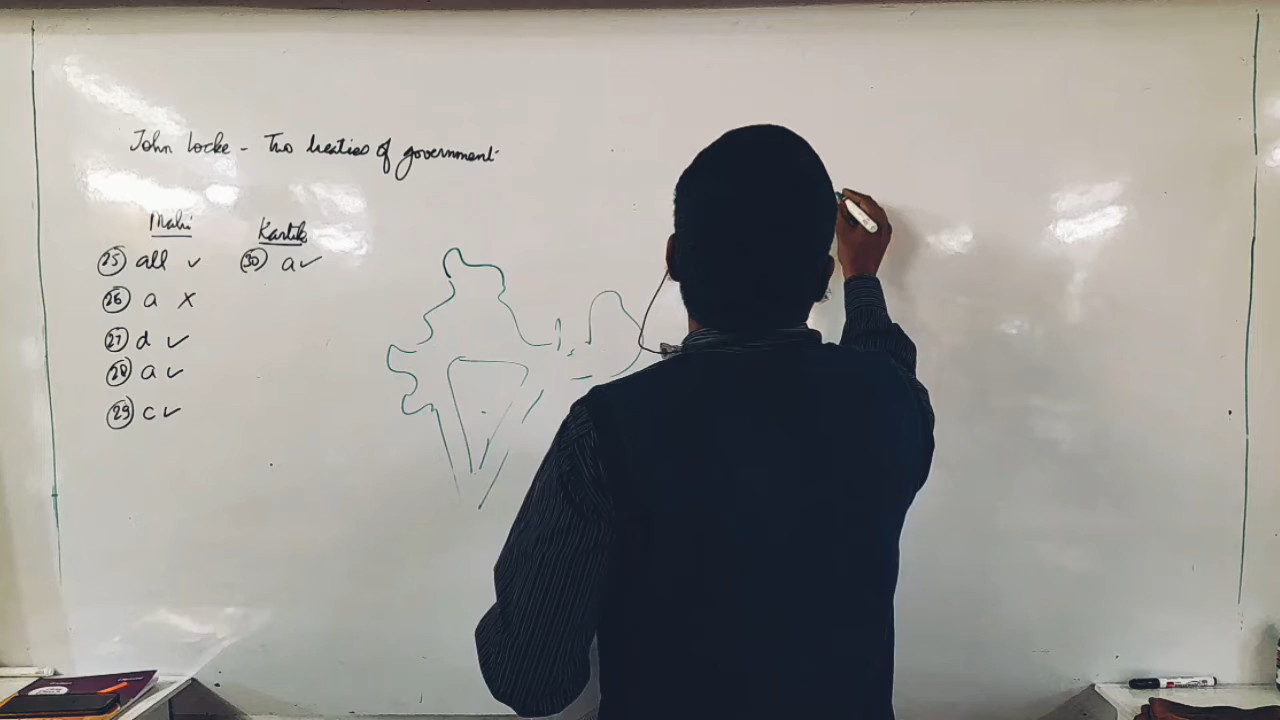 John Locke - Two treaties of government
Mahi Kartik
25 all ✓ 30 a ✓
26 a X
27 d ✓
28 a ✓
29 c ✓